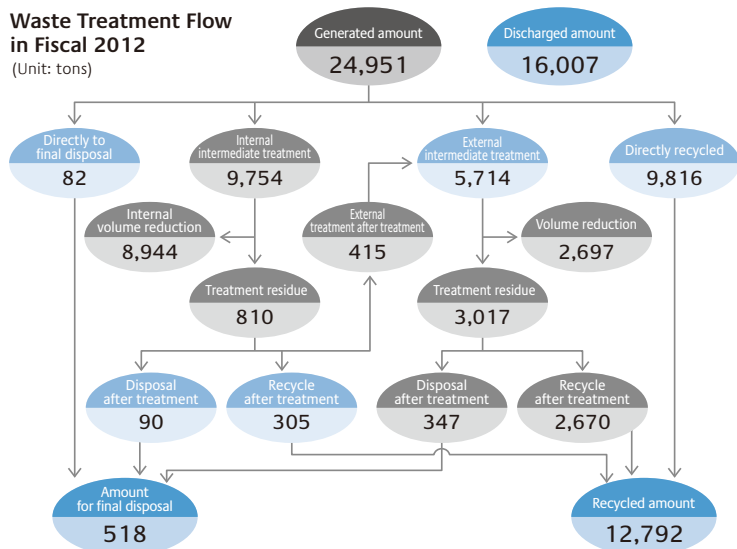 Waste Treatment Flow
in Fiscal 2012
(Unit: tons)
Generated amount
24,951
Discharged amount
16,007
Directly to
final disposal
82
Internal
intermediate treatment
9,754
External
intermediate treatment
5,714
Directly recycled
9,816
Internal
volume reduction
8,944
External
treatment after treatment
415
Volume reduction
2,697
Treatment residue
810
Treatment residue
3,017
Disposal
after treatment
90
Recycle
after treatment
305
Disposal
after treatment
347
Recycle
after treatment
2,670
Amount
for final disposal
518
Recycled amount
12,792